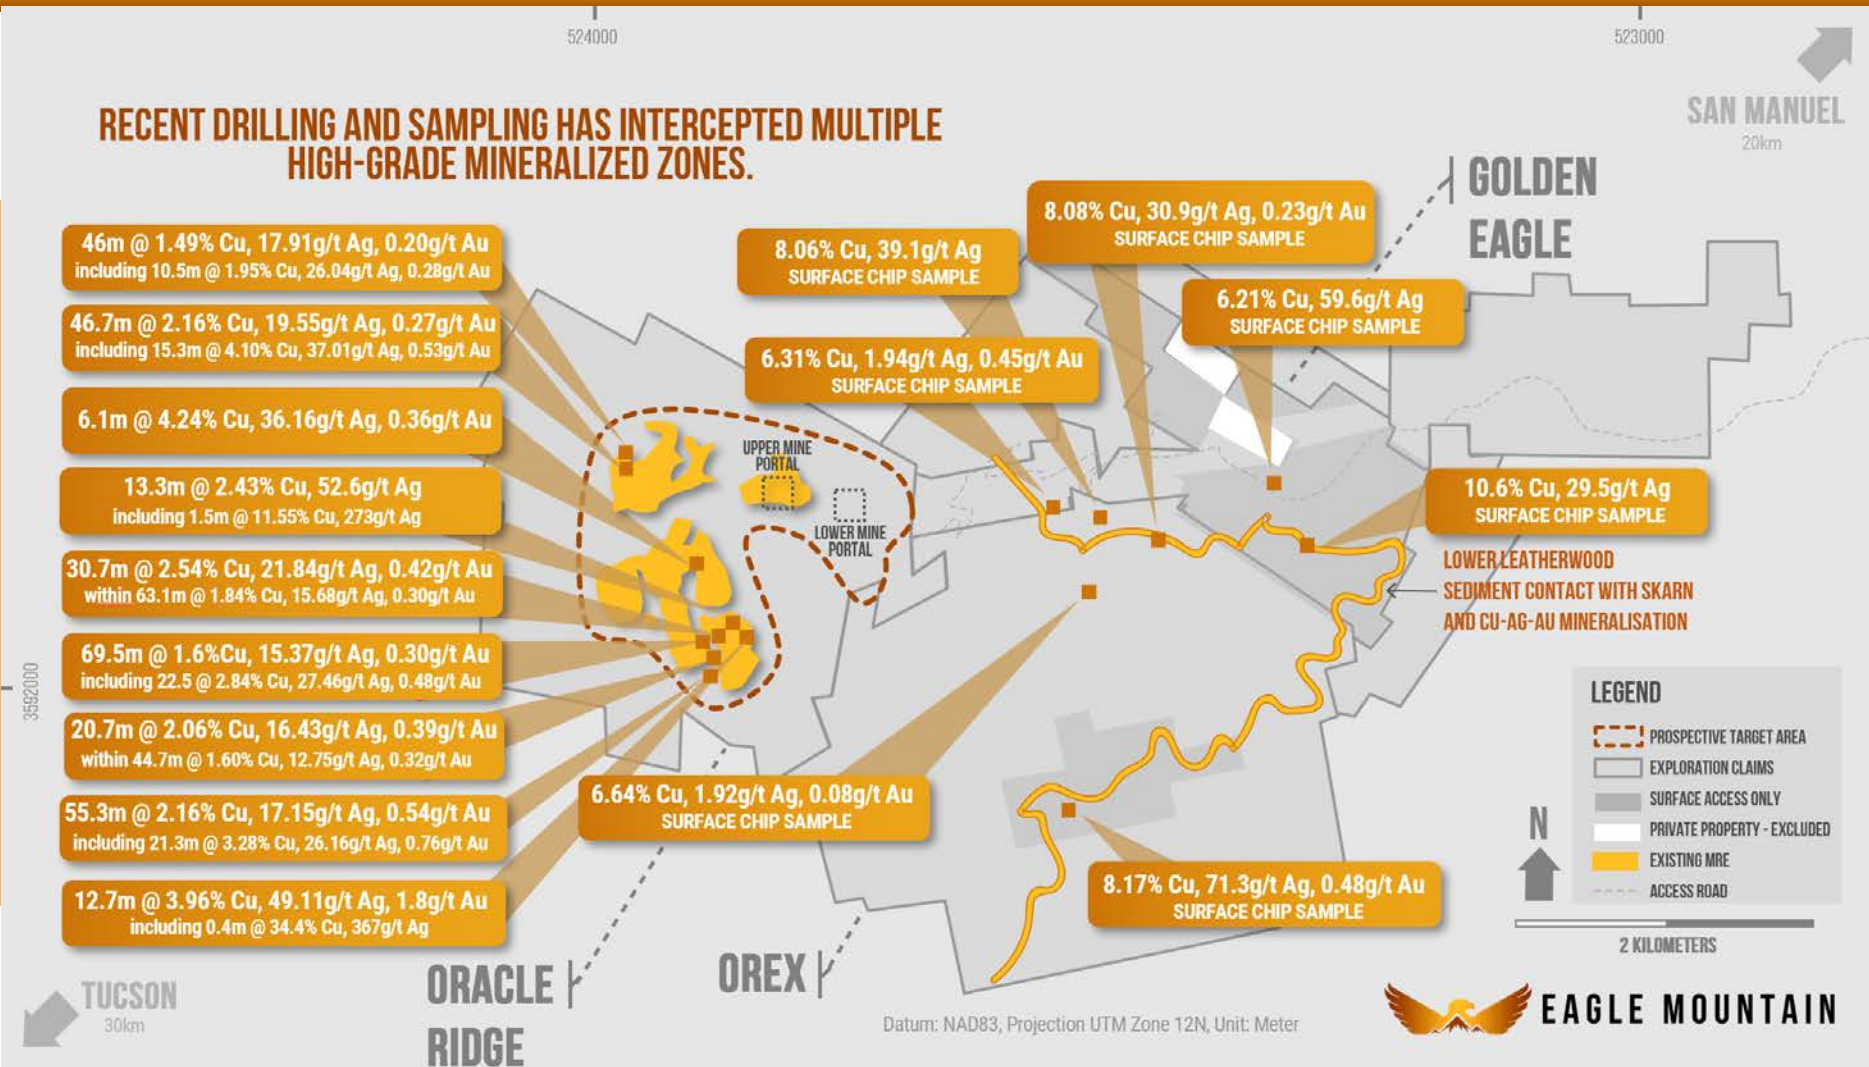 524000
523000
SAN MANUEL
20km
RECENT DRILLING AND SAMPLING HAS INTERCEPTED MULTIPLE
HIGH-GRADE MINERALIZED ZONES.
GOLDEN
EAGLE
46m @ 1.49% Cu, 17.91g/t Ag, 0.20g/t Au
including 10.5m @ 1.95% Cu, 26.04g/t Ag, 0.28g/t Au
46.7m @ 2.16% Cu, 19.55g/t Ag, 0.27g/t Au
including 15.3m @ 4.10% Cu, 37.01g/t Ag, 0.53g/t Au
6.1m @ 4.24% Cu, 36.16g/t Ag, 0.36g/t Au
13.3m @ 2.43% Cu, 52.6g/t Ag
including 1.5m @ 11.55% Cu, 273g/t Ag
30.7m @ 2.54% Cu, 21.84g/t Ag, 0.42g/t Au
within 63.1m @ 1.84% Cu, 15.68g/t Ag, 0.30g/t Au
69.5m @ 1.6%Cu, 15.37g/t Ag, 0.30g/t Au
including 22.5 @ 2.84% Cu, 27.46g/t Ag, 0.48g/t Au
20.7m @ 2.06% Cu, 16.43g/t Ag, 0.39g/t Au
within 44.7m @ 1.60% Cu, 12.75g/t Ag, 0.32g/t Au
55.3m @ 2.16% Cu, 17.15g/t Ag, 0.54g/t Au
including 21.3m @ 3.28% Cu, 26.16g/t Ag, 0.76g/t Au
12.7m @ 3.96% Cu, 49.11g/t Ag, 1.8g/t Au
including 0.4m @ 34.4% Cu, 367g/t Ag
8.06% Cu, 39.1g/t Ag
SURFACE CHIP SAMPLE
8.08% Cu, 30.9g/t Ag, 0.23g/t Au
SURFACE CHIP SAMPLE
6.21% Cu, 59.6g/t Ag
SURFACE CHIP SAMPLE
6.31% Cu, 1.94g/t Ag, 0.45g/t Au
SURFACE CHIP SAMPLE
UPPER MINE
PORTAL
LOWER MINE
PORTAL
10.6% Cu, 29.5g/t Ag
SURFACE CHIP SAMPLE
LOWER LEATHERWOOD
SEDIMENT CONTACT WITH SKARN
AND CU-AG-AU MINERALISATION
6.64% Cu, 1.92g/t Ag, 0.08g/t Au
SURFACE CHIP SAMPLE
8.17% Cu, 71.3g/t Ag, 0.48g/t Au
SURFACE CHIP SAMPLE
3592000
LEGEND
PROSPECTIVE TARGET AREA
EXPLORATION CLAIMS
SURFACE ACCESS ONLY
PRIVATE PROPERTY - EXCLUDED
EXISTING MRE
ACCESS ROAD
N
2 KILOMETERS
TUCSON
30km
ORACLE
RIDGE
OREX
Datum: NAD83, Projection UTM Zone 12N, Unit: Meter
EAGLE MOUNTAIN